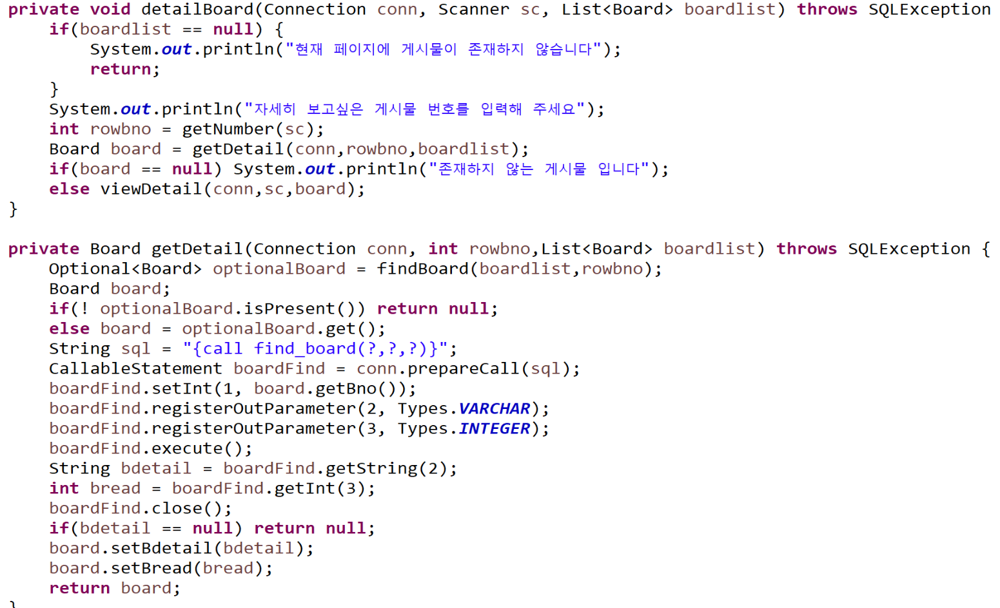 private void detailBoard(Connection conn, Scanner sc, List<Board> boardlist) throws SQLException
if(boardlist == null) {
System.out.println("현재 페이지에 게시물이 존재하지 않습니다");
return;
}
System.out.println("자세히 보고싶은 게시물 번호를 입력해 주세요");
int rowbno = getNumber(sc);
Board board = getDetail(conn,rowbno,boardlist);
if(board == null) System.out.println("존재하지 않는 게시물 입니다");
else viewDetail(conn,sc,board);
}
private Board getDetail(Connection conn, int rowbno,List<Board> boardlist) throws SQLException {
Optional<Board> optionalBoard = findBoard(boardlist,rowbno);
Board board;
if(! optionalBoard.isPresent()) return null;
else board = optionalBoard.get();
String sql = "{call find_board(?,?,?)}";
CallableStatement boardFind = conn.prepareCall(sql);
boardFind.setInt(1, board.getBno());
boardFind.registerOutParameter(2, Types.VARCHAR);
boardFind.registerOutParameter(3, Types.INTEGER);
boardFind.execute();
String bdetail = boardFind.getString(2);
int bread = boardFind.getInt(3);
boardFind.close();
if(bdetail == null) return null;
board.setBdetail(bdetail);
board.setBread(bread);
return board;
}